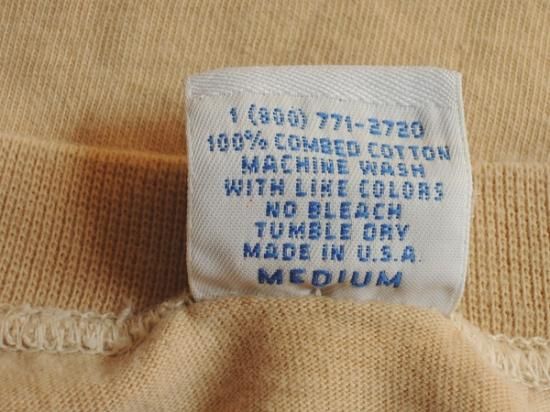 1 (800) 771-2720
100% COMBED COTTON
MACHINE WASH
WITH LIKE COLORS
NO BLEACH
TUMBLE DRY
MADE IN U.S.A.
MEDIUM